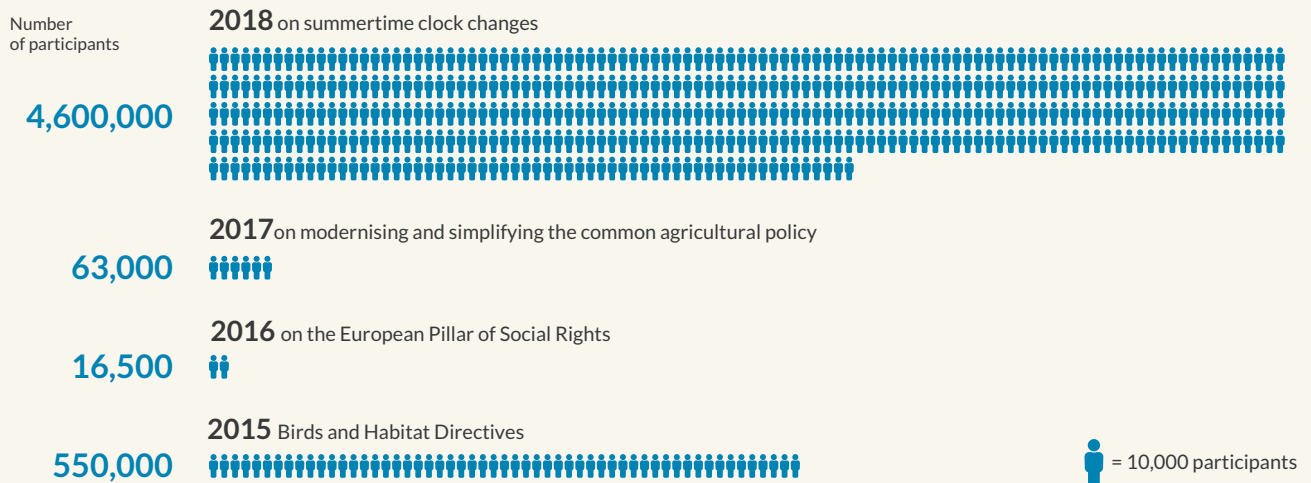 Number
of participants
2018 on summertime clock changes
4,600,000
2017 on modernising and simplifying the common agricultural policy
63,000
2016 on the European Pillar of Social Rights
16,500
2015 Birds and Habitat Directives
550,000
= 10,000 participants